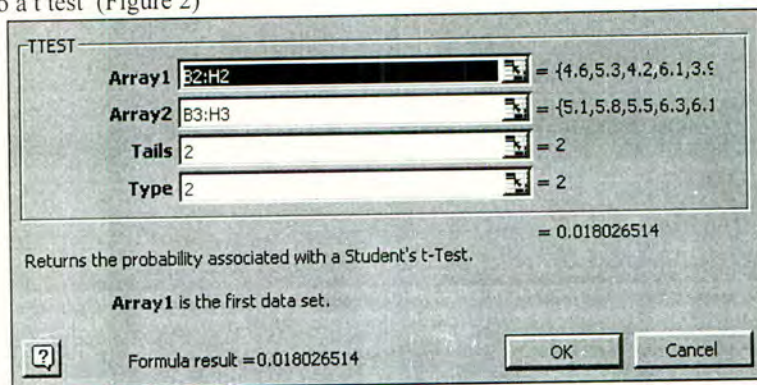 a t test (Figure 2)
TTEST
Array1 B2:H2 = {4.6,5.3,4.2,6.1,3.9
Array2 B3:H3 = {5.1,5.8,5.5,6.3,6.1
Tails 2 = 2
Type 2 = 2
= 0.018026514
Returns the probability associated with a Student's t-Test.
Array1 is the first data set.
? Formula result =0.018026514 OK Cancel